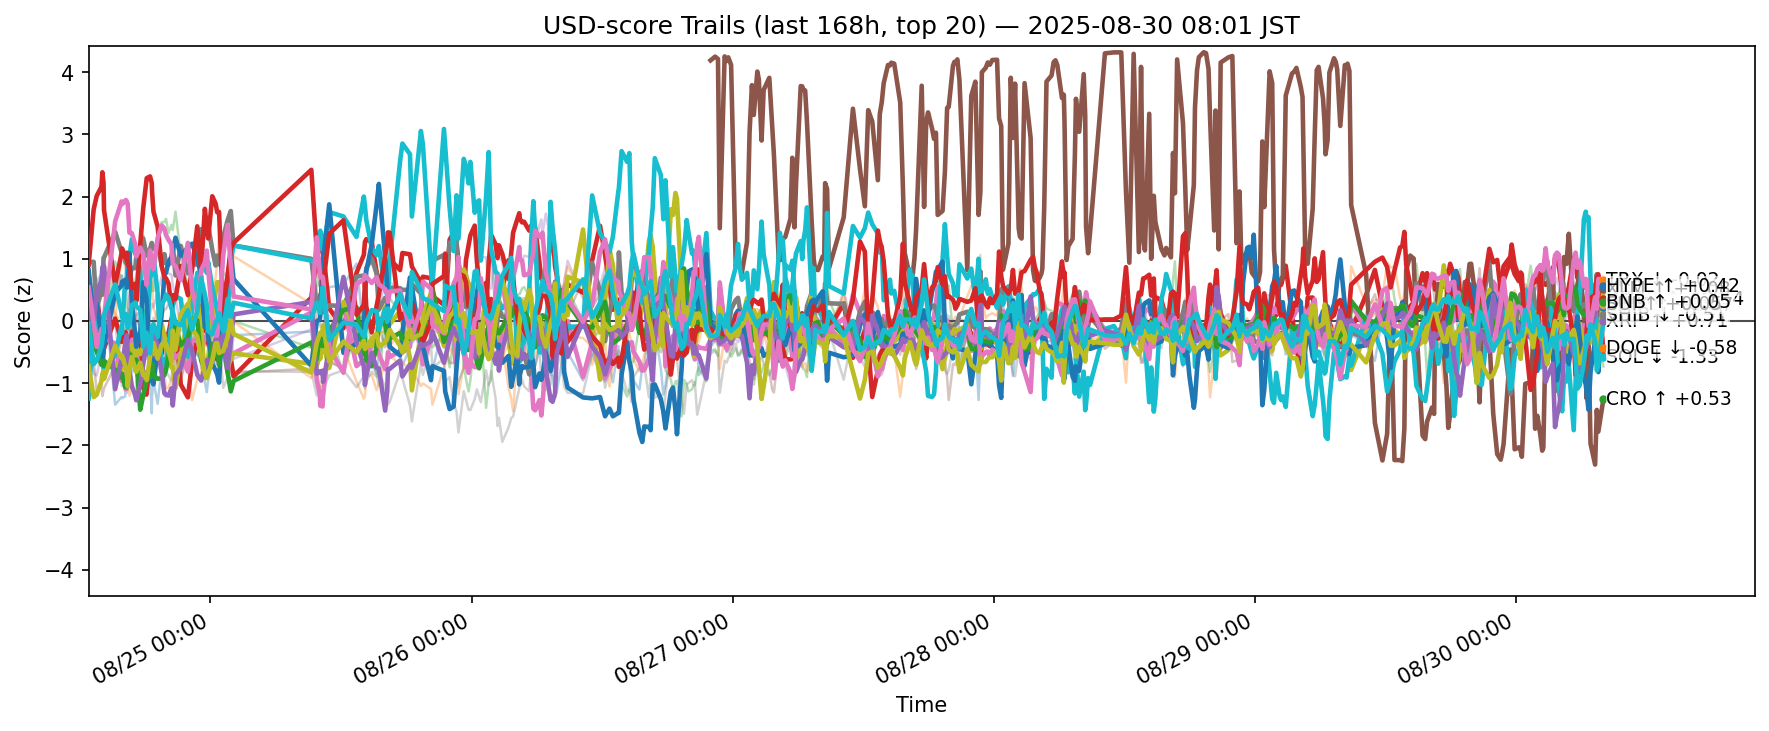 USD-score Trails (last 168h, top 20) — 2025-08-30 08:01 JST
Score (z)
4
3
2
1
0
−1
−2
−3
−4
HYPE ↑ +0.42
BNB ↑ +0.05
DOGE ↓ -0.58
CRO ↑ +0.53
08/25 00:00
08/26 00:00
08/27 00:00
08/28 00:00
08/29 00:00
08/30 00:00
Time